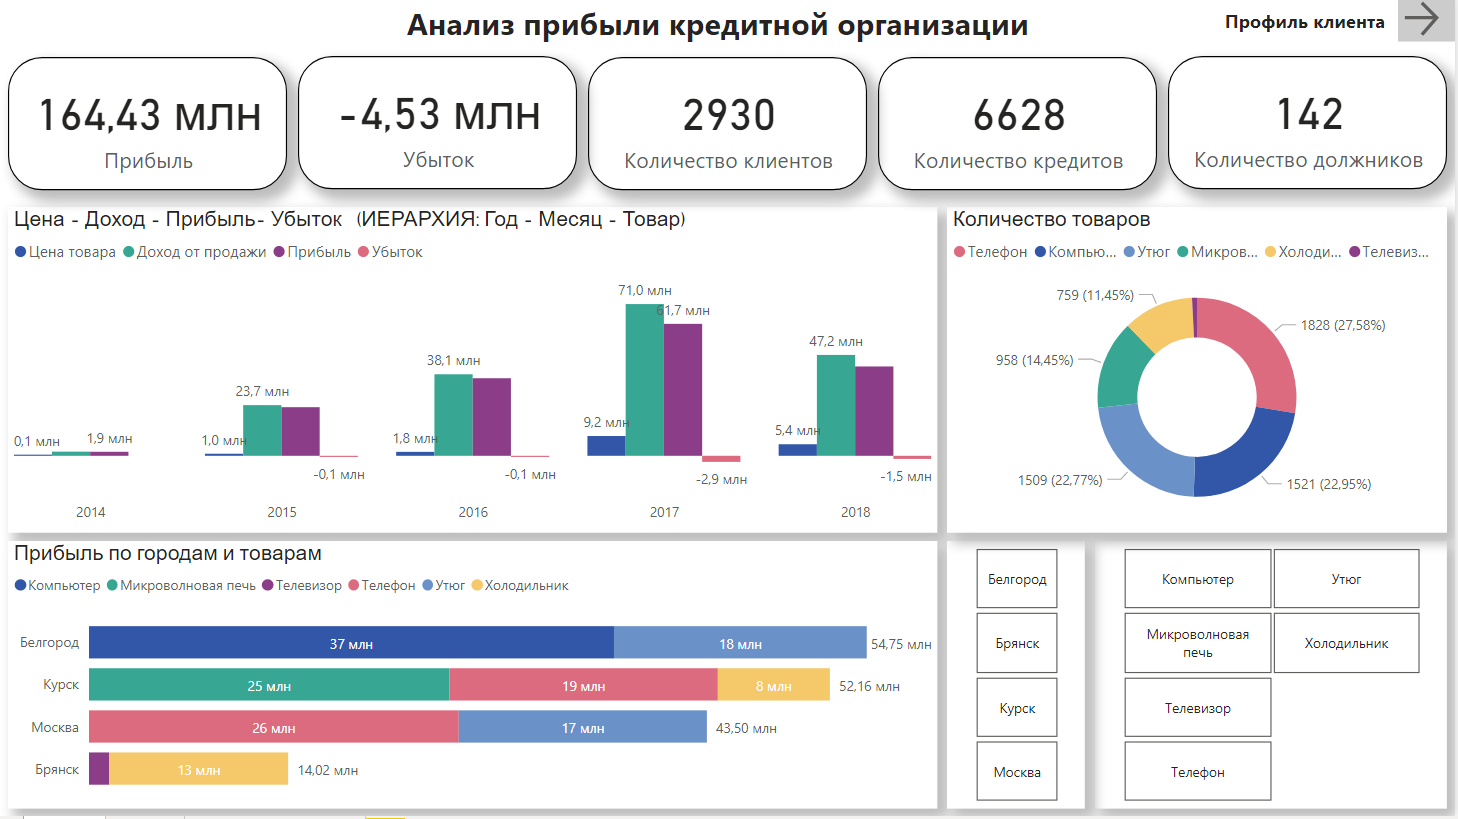 Анализ прибыли кредитной организации
Профиль клиента
164,43 млн
Прибыль
-4,53 млн
Убыток
2930
Количество клиентов
6628
Количество кредитов
142
Количество должников
Цена - Доход - Прибыль- Убыток (ИЕРАРХИЯ: Год - Месяц - Товар)
Цена товара Доход от продажи Прибыль Убыток
71,0 млн
61,7 млн
47,2 млн
38,1 млн
23,7 млн
9,2 млн
5,4 млн
0,1 млн
1,9 млн
1,0 млн
1,8 млн
-0,1 млн
-0,1 млн
-2,9 млн
-1,5 млн
2014 2015 2016 2017 2018
Количество товаров
Телефон Компью... Утюг Микров... Холоди... Телевиз...
759 (11,45%)
1828 (27,58%)
958 (14,45%)
1509 (22,77%)
1521 (22,95%)
Прибыль по городам и товарам
Компьютер Микроволновая печь Телевизор Телефон Утюг Холодильник
Белгород 37 млн 18 млн 54,75 млн
Курск 25 млн 19 млн 8 млн 52,16 млн
Москва 26 млн 17 млн 43,50 млн
Брянск 13 млн 14,02 млн
Белгород
Брянск
Курск
Москва
Компьютер
Утюг
Микроволновая
печь
Холодильник
Телевизор
Телефон